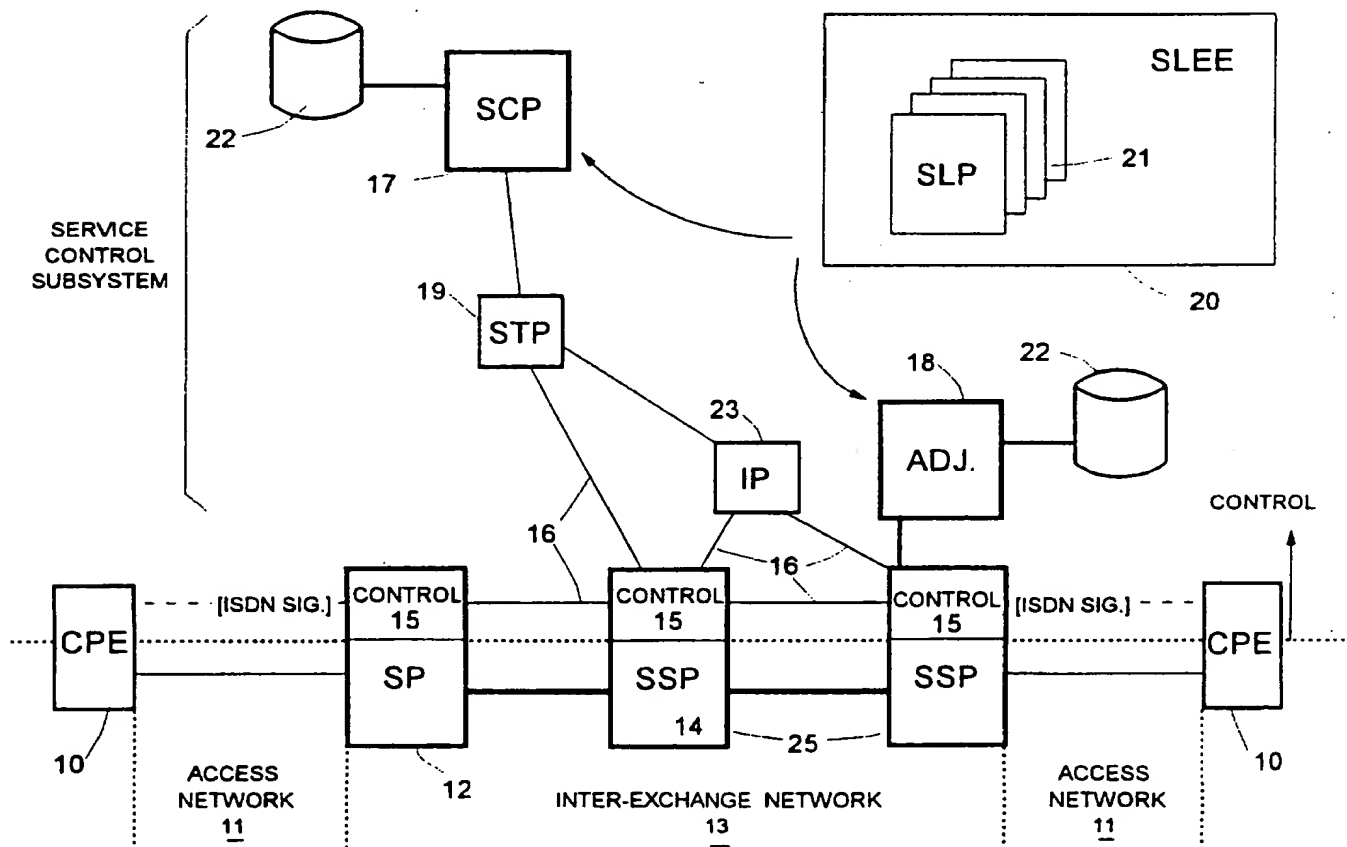 SLEE
SCP
22
21
SLP
17
SERVICE
CONTROL
SUBSYSTEM
20
19
STP
22
18
23
ADJ.
IP
CONTROL
16
16
[ISDN SIG.]
CONTROL
15
CONTROL
15
CONTROL
15
[ISDN SIG.]
CPE
SP
SSP
14
SSP
CPE
25
10
12
10
ACCESS
NETWORK
11
INTER-EXCHANGE NETWORK
13
ACCESS
NETWORK
11